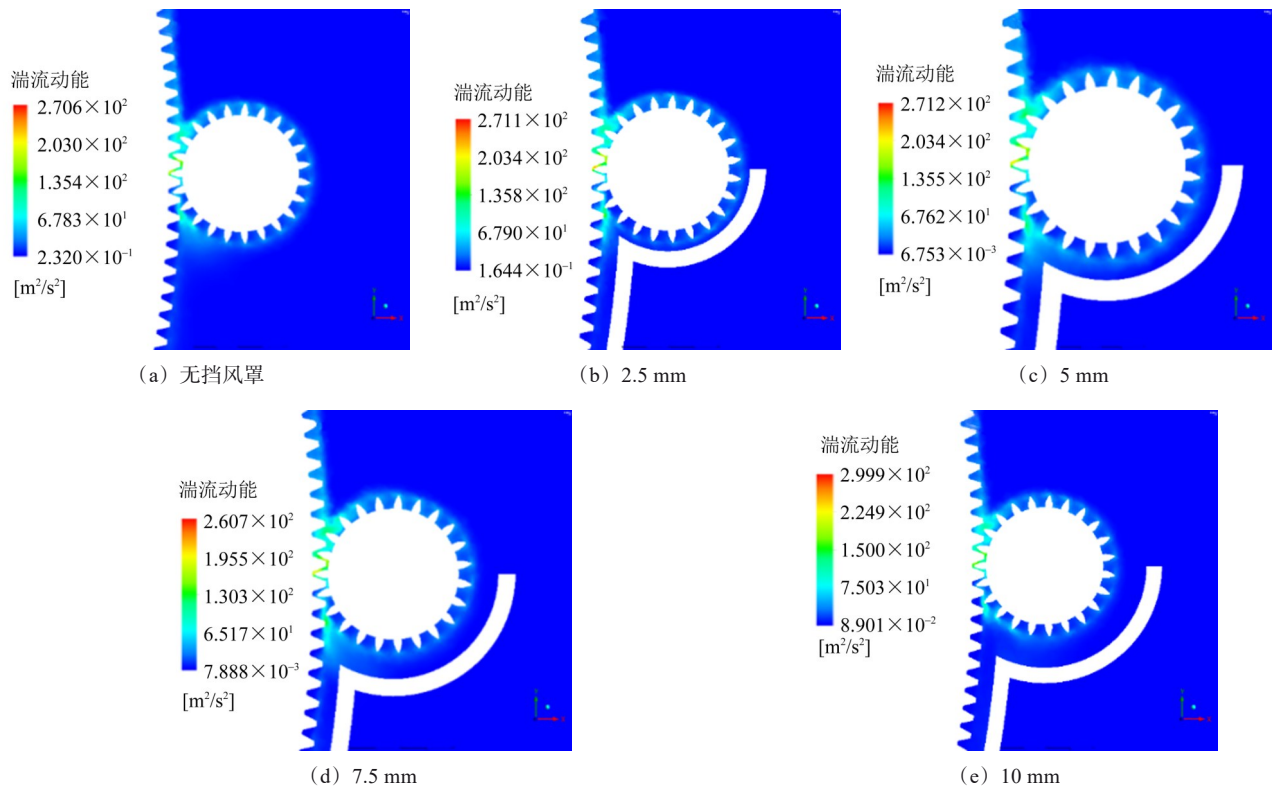 湍流动能
2.706×10²
2.030×10²
1.354×10²
6.783×10¹
2.320×10⁻¹
[m²/s²]
(a) 无挡风罩
湍流动能
2.711×10²
2.034×10²
1.358×10²
6.790×10¹
1.644×10⁻¹
[m²/s²]
(b) 2.5 mm
湍流动能
2.712×10²
2.034×10²
1.355×10²
6.762×10¹
6.753×10⁻³
[m²/s²]
(c) 5 mm
湍流动能
2.607×10²
1.955×10²
1.303×10²
6.517×10¹
7.888×10⁻³
[m²/s²]
(d) 7.5 mm
湍流动能
2.999×10²
2.249×10²
1.500×10²
7.503×10¹
8.901×10⁻²
[m²/s²]
(e) 10 mm